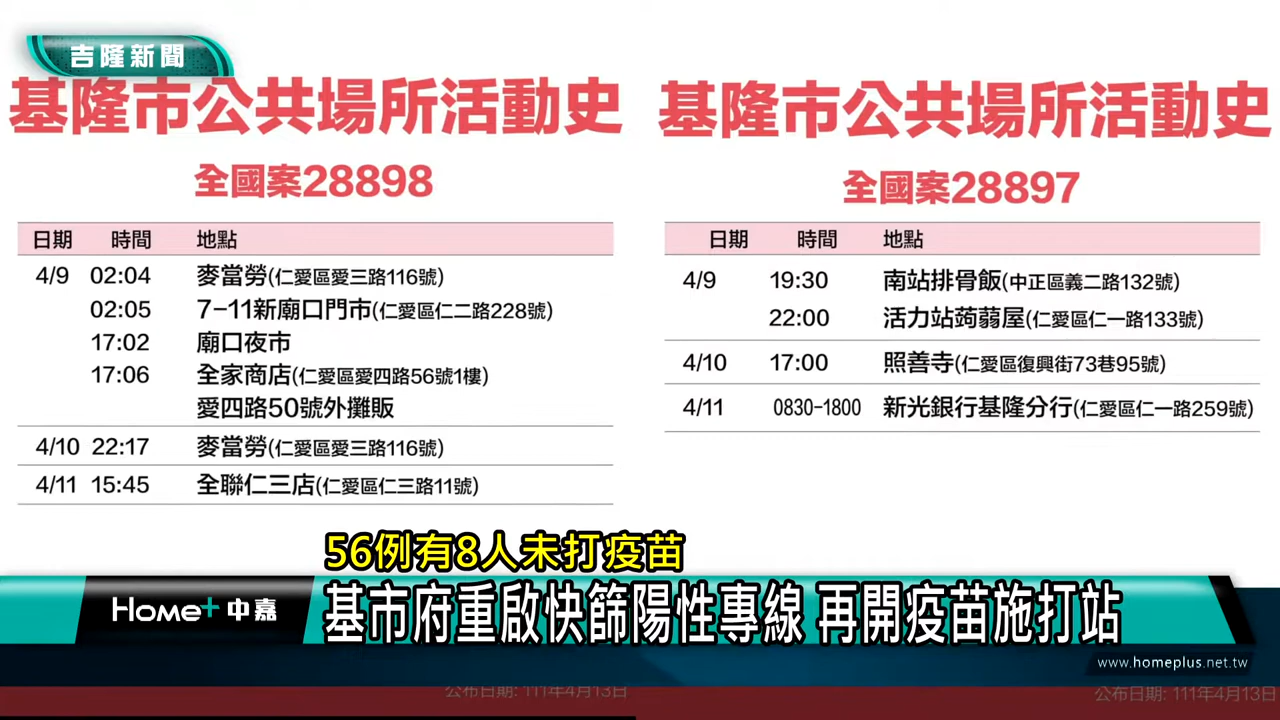 吉隆新聞
基隆市公共場所活動史
全國案28898
日期 時間 地點
4/9 02:04 麥當勞(仁愛區愛三路116號)
02:05 7-11新廟口門市(仁愛區仁二路228號)
17:02 廟口夜市
17:06 全家商店(仁愛區愛四路56號1樓)
愛四路50號外攤販
4/10 22:17 麥當勞(仁愛區愛三路116號)
4/11 15:45 全聯仁三店(仁愛區仁三路11號)
基隆市公共場所活動史
全國案28897
日期 時間 地點
4/9 19:30 南站排骨飯(中正區義二路132號)
22:00 活力站蒟蒻屋(仁愛區仁一路133號)
4/10 17:00 照善寺(仁愛區復興街73巷95號)
4/11 0830-1800 新光銀行基隆分行(仁愛區仁一路259號)
56例有8人未打疫苗
Home+中嘉
基市府重啟快篩陽性專線 再開疫苗施打站
www.homeplus.net.tw
公布日期: 111年4月13日
公布日期: 111年4月13日